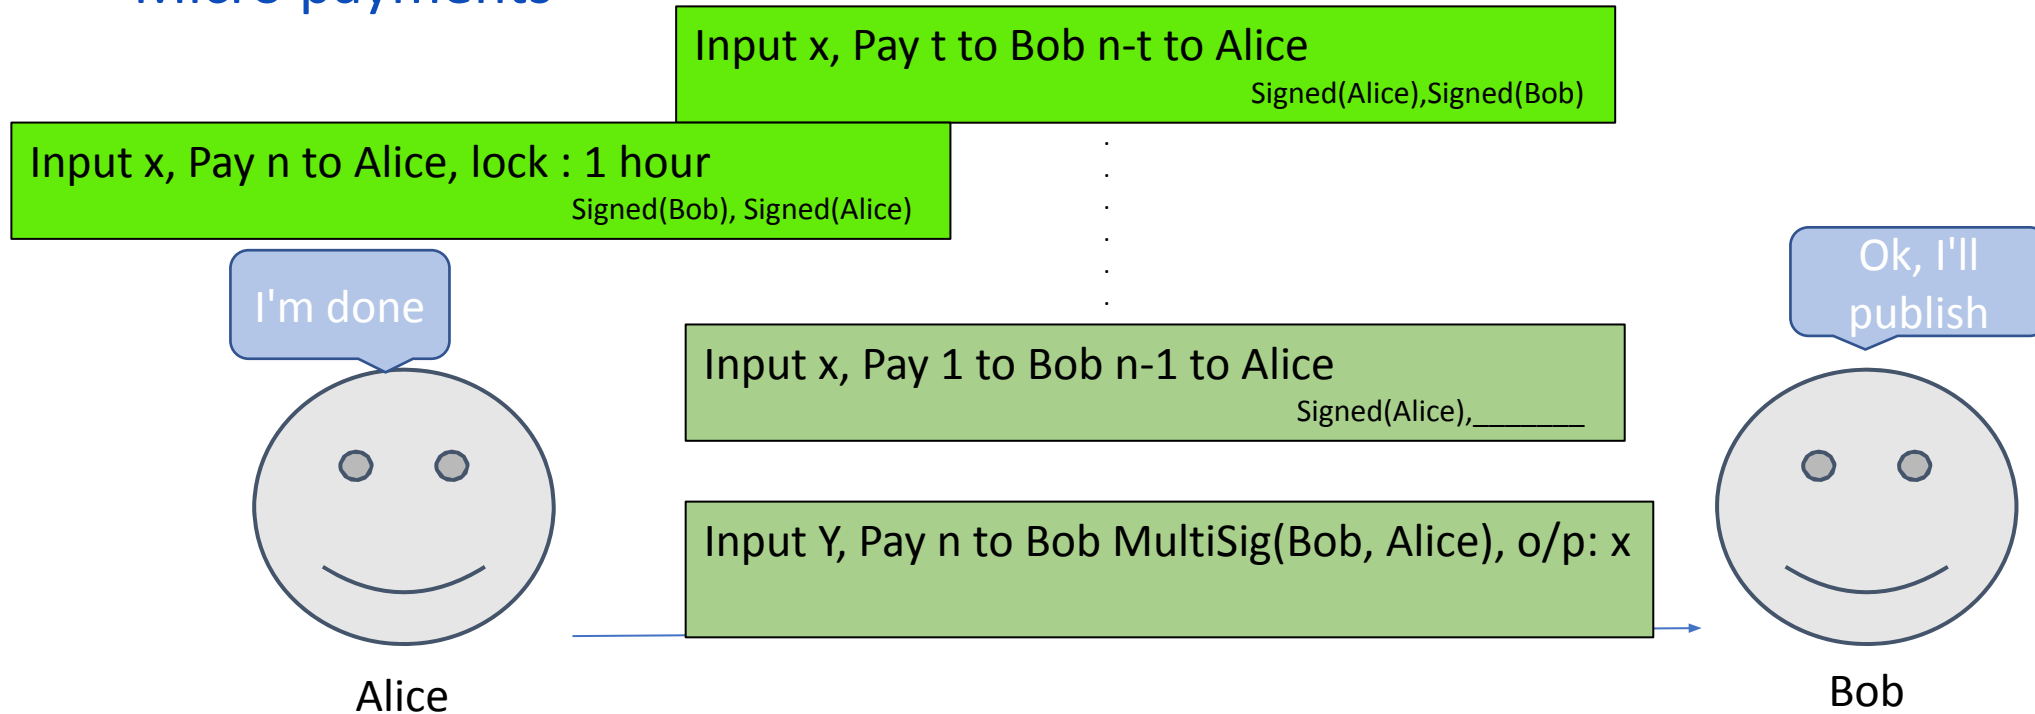 Micro payments
Input x, Pay t to Bob n-t to Alice
Signed(Alice),Signed(Bob)
Input x, Pay n to Alice, lock : 1 hour
Signed(Bob), Signed(Alice)
I'm done
Ok, I'll
publish
Input x, Pay 1 to Bob n-1 to Alice
Signed(Alice),_______
Input Y, Pay n to Bob MultiSig(Bob, Alice), o/p: x
Alice
Bob